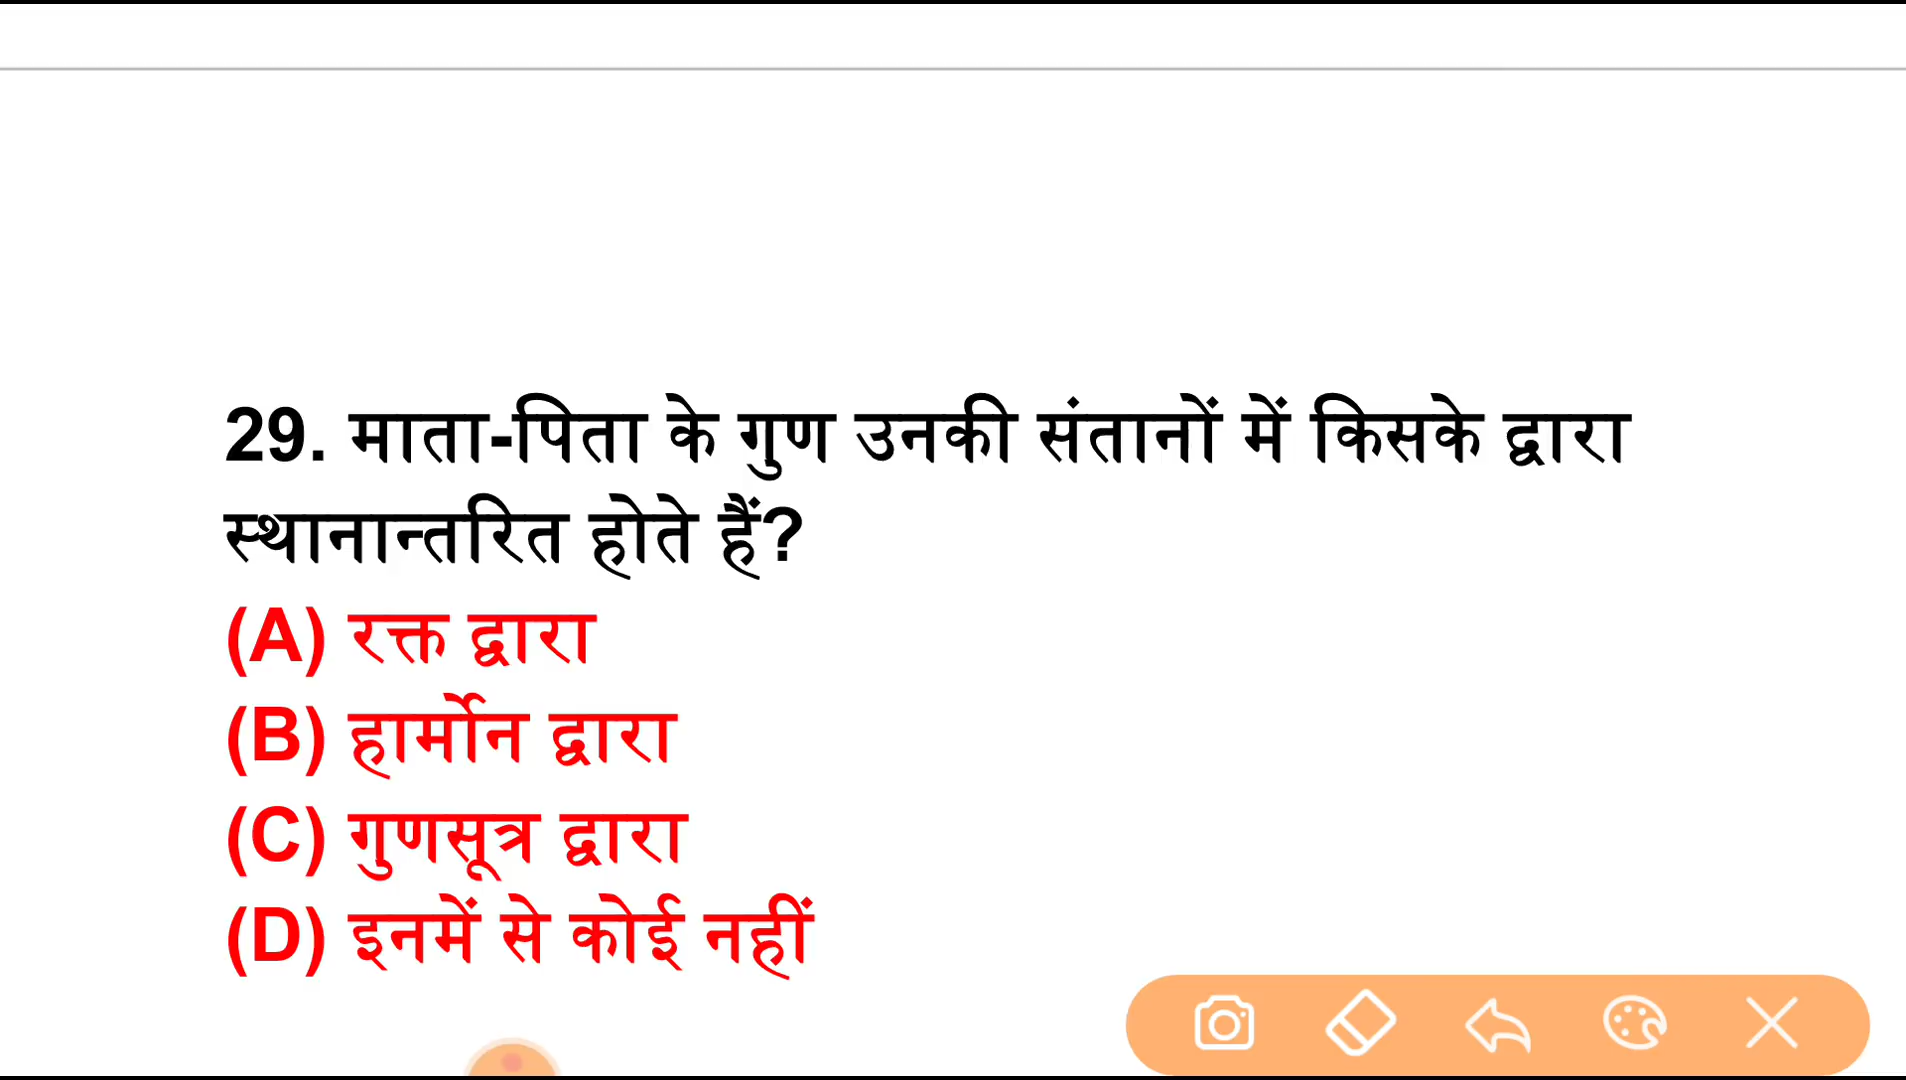 29. माता-पिता के गुण उनकी संतानों में किसके द्वारा
स्थानान्तरित होते हैं?
(A) रक्त द्वारा
(B) हार्मोन द्वारा
(C) गुणसूत्र द्वारा
(D) इनमें से कोई नहीं